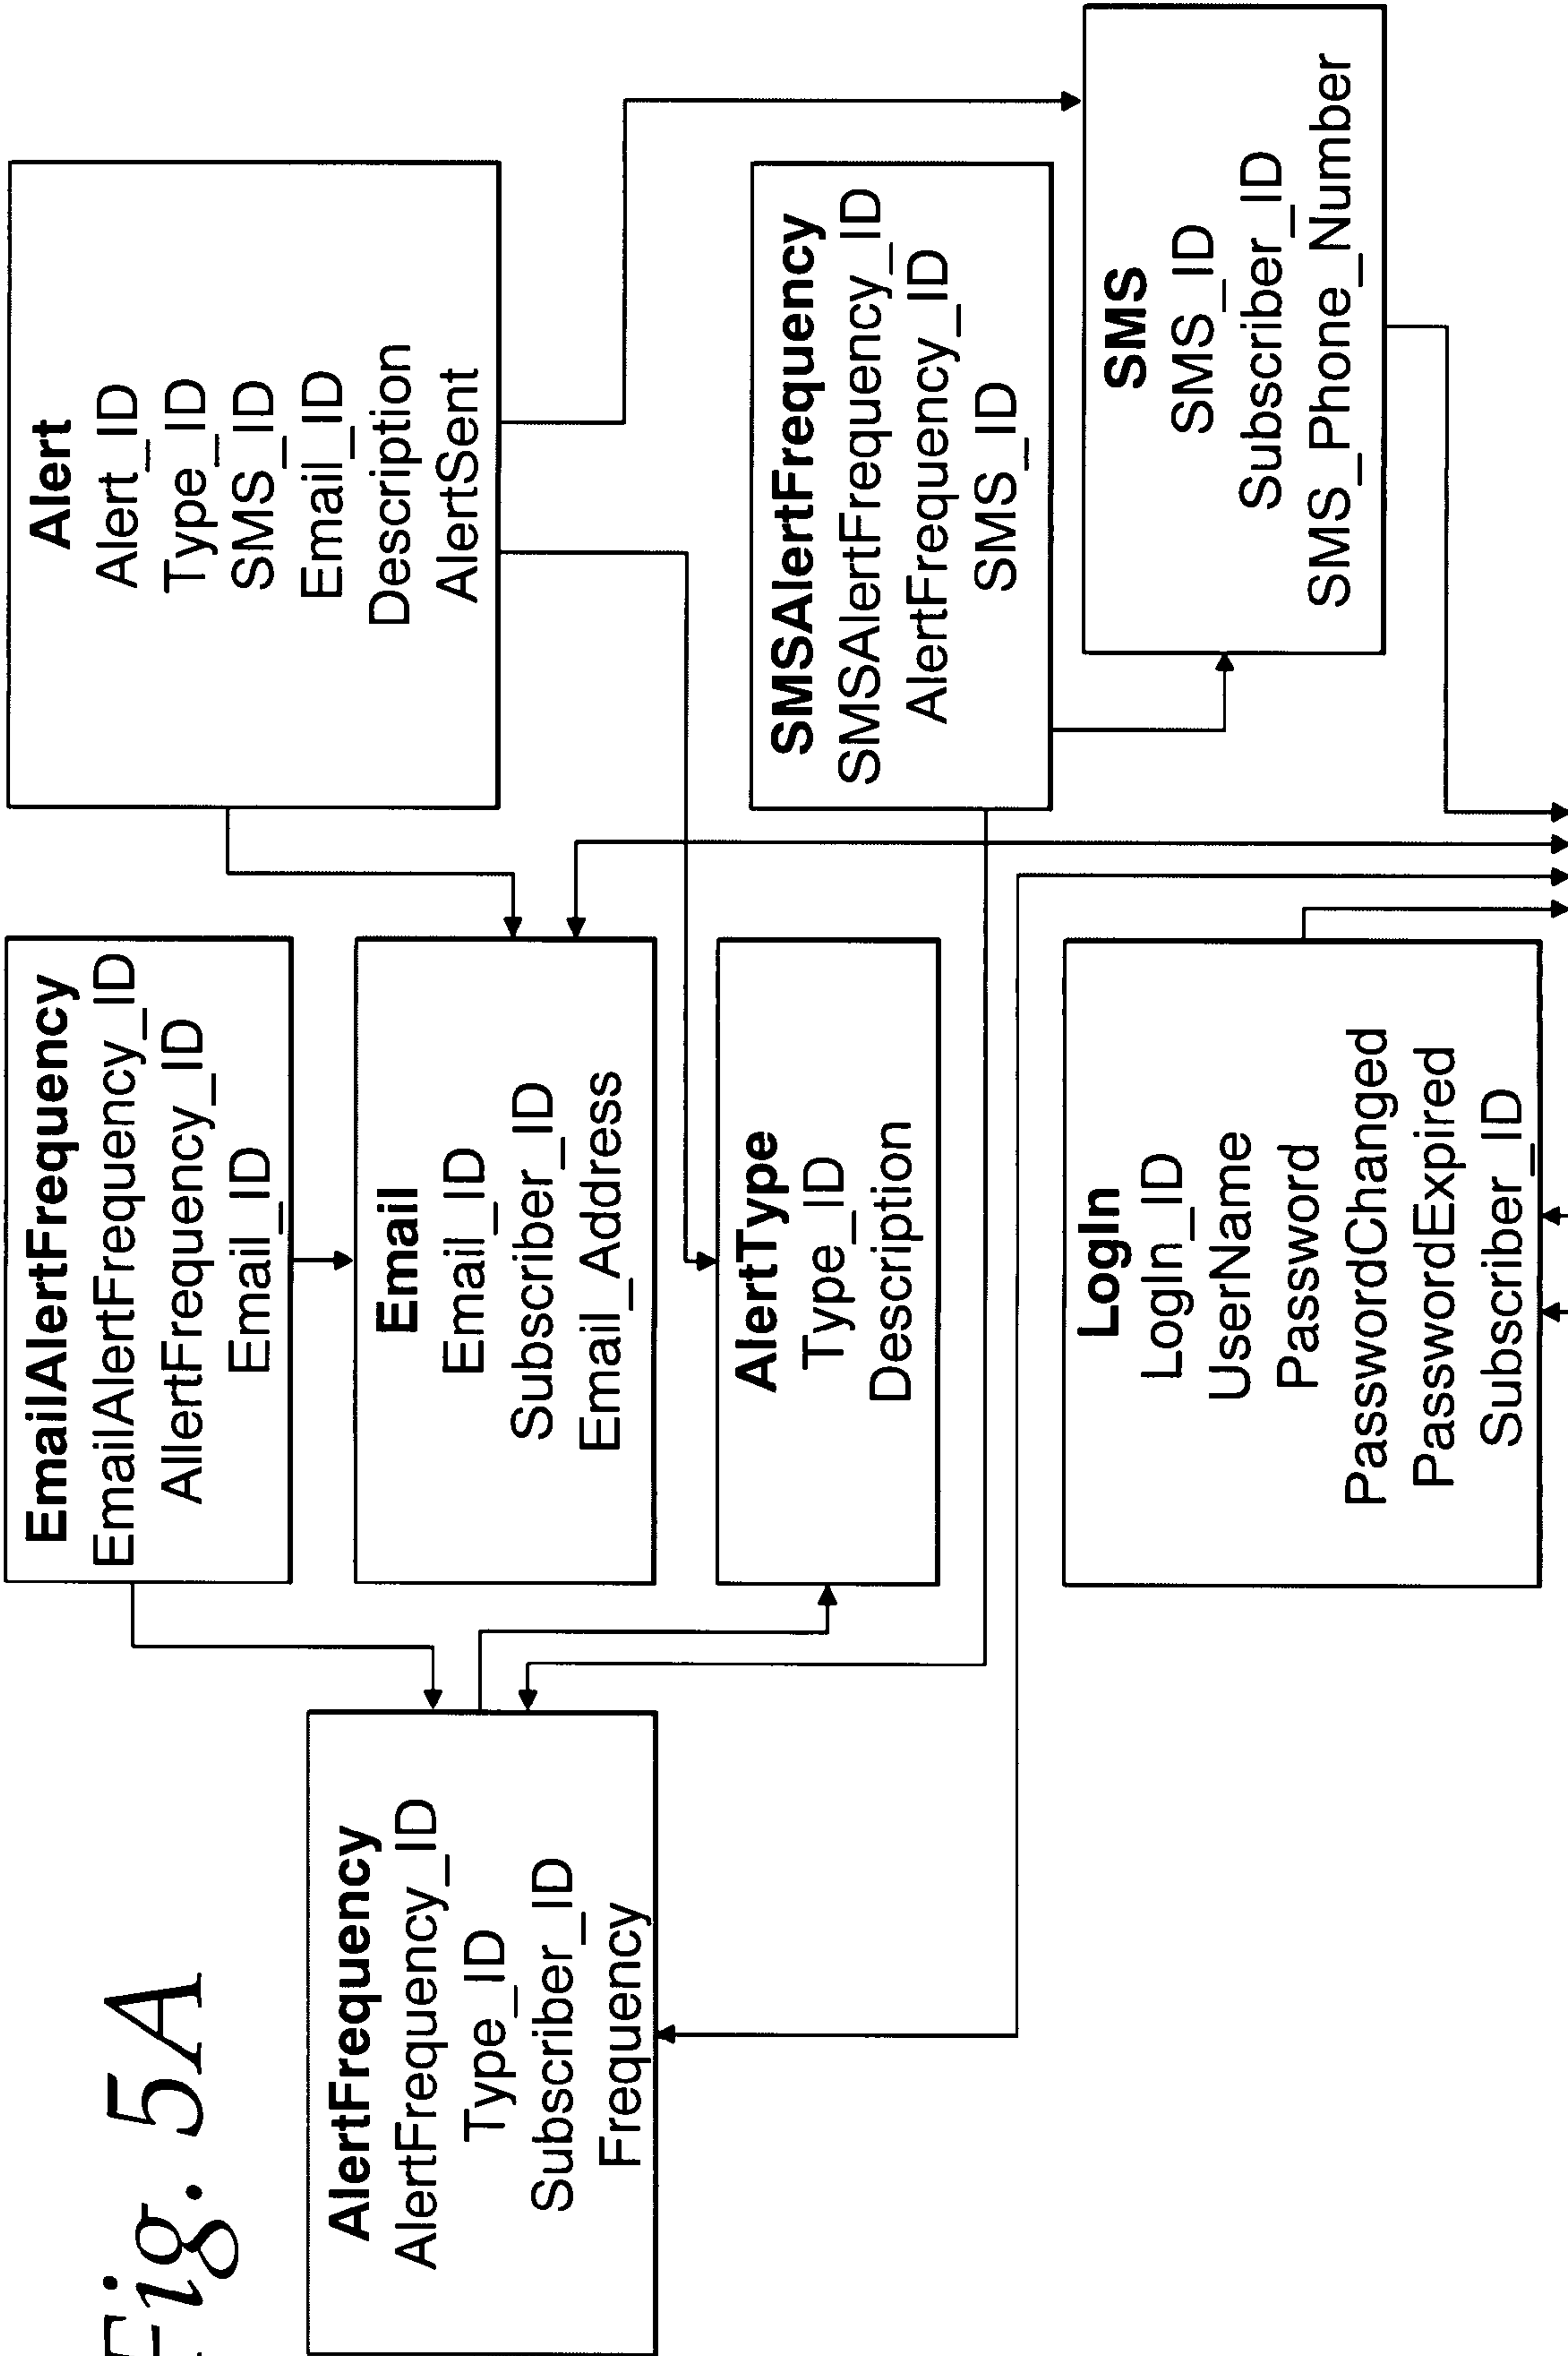 Fig. 5A
AlertFrequency
AlertFrequency_ID
Type_ID
Subscriber_ID
Frequency
EmailAlertFrequency
EmailAlertFrequency_ID
AllertFrequency_ID
Email_ID
Email
Email_ID
Subscriber_ID
Email_Address
AlertType
Type_ID
Description
LogIn
LogIn_ID
UserName
Password
PasswordChanged
PasswordExpired
Subscriber_ID
Alert
Alert_ID
Type_ID
SMS_ID
Email_ID
Description
AlertSent
SMSAlertFrequency
SMSAlertFrequency_ID
AlertFrequency_ID
SMS_ID
SMS
SMS_ID
Subscriber_ID
SMS_Phone_Number